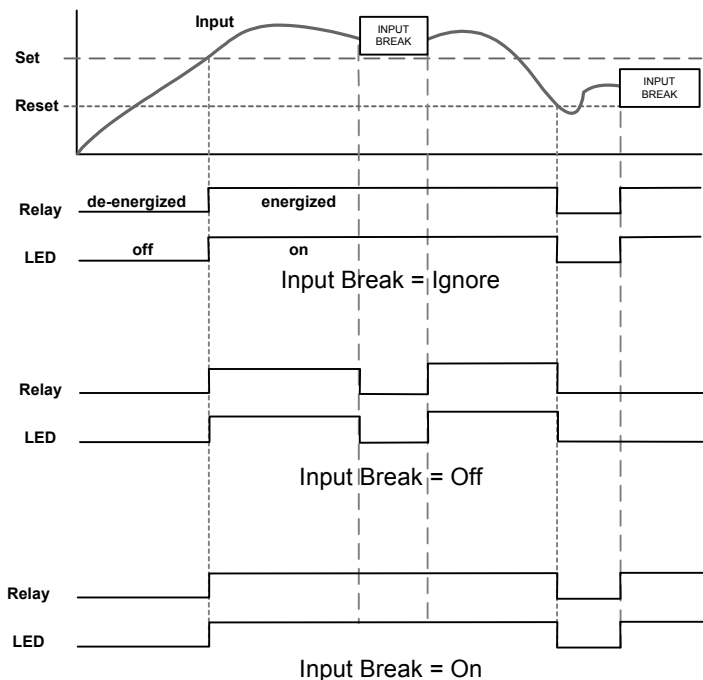 Input
INPUT
BREAK
Set
INPUT
BREAK
Reset
de-energized energized
Relay
off on
LED
Input Break = Ignore
Relay
LED
Input Break = Off
Relay
LED
Input Break = On